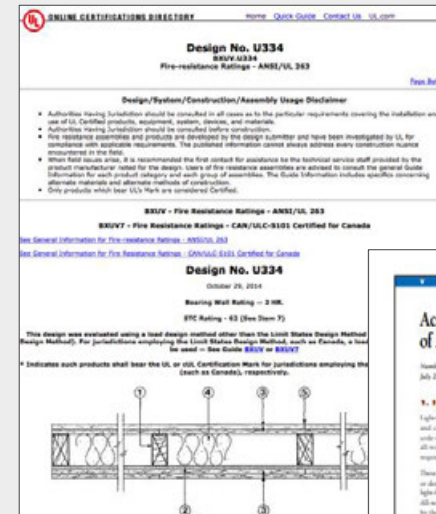 UL ONLINE CERTIFICATIONS DIRECTORY
Home Quick Guide Contact Us UL.com
Design No. U334
BXUV.U334
Fire-resistance Ratings - ANSI/UL 263
Design/System/Construction/Assembly Usage Disclaimer
• Authorities Having Jurisdiction should be consulted in all cases as to the particular requirements covering the installation and
use of UL Certified products, equipment, system, devices, and materials.
• Authorities Having Jurisdiction should be consulted before construction.
• Fire resistance assemblies and products are developed by the design submitter and have been investigated by UL for
compliance with applicable requirements. The published information cannot always address every construction nuance
encountered in the field.
• When field issues arise, it is recommended the first contact for assistance be the technical service staff provided by the
product manufacturer noted for the design. Users of fire resistance assemblies are advised to consult the general Guide
Information for each product category and each group of assemblies. The Guide Information includes specifics concerning
alternate materials and alternate methods of construction.
• Only products which bear UL's Mark are considered Certified.
BXUV - Fire Resistance Ratings - ANSI/UL 263
BXUV7 - Fire Resistance Ratings - CAN/ULC-S101 Certified for Canada
See General Information for Fire-resistance Ratings - ANSI/UL 263
See General Information for Fire Resistance Ratings - CAN/ULC-S101 Certified for Canada
Design No. U334
October 29, 2014
Bearing Wall Rating — 2 HR.
STC Rating - 62 (See Item 7)
This design was evaluated using a load design method other than the Limit States Design Method
Design Method). For jurisdictions employing the Limit States Design Method, such as Canada, a load
be used — See Guide BXUV or BXUV7
* Indicates such products shall bear the UL or cUL Certification Mark for jurisdictions employing the
(such as Canada), respectively.
1 4 3 5
2 3
Ac
of A